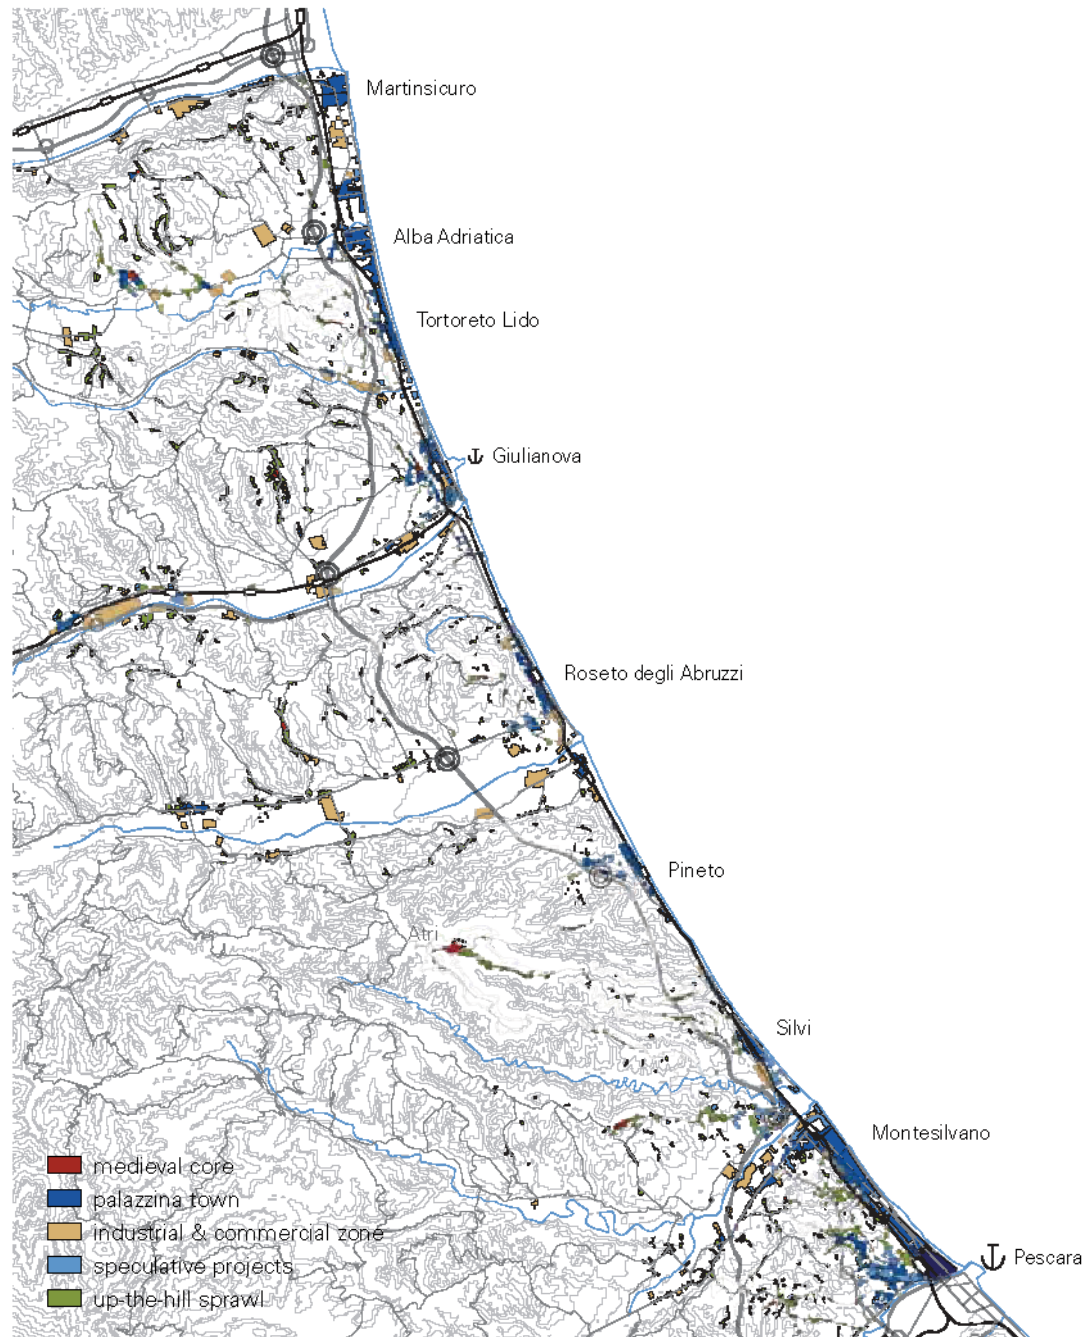 Martinsicuro
Alba Adriatica
Tortoreto Lido
Giulianova
Roseto degli Abruzzi
Pineto
Atri
Silvi
Montesilvano
medieval core
palazzina town
industrial & commercial zone
speculative projects
up-the-hill sprawl
Pescara